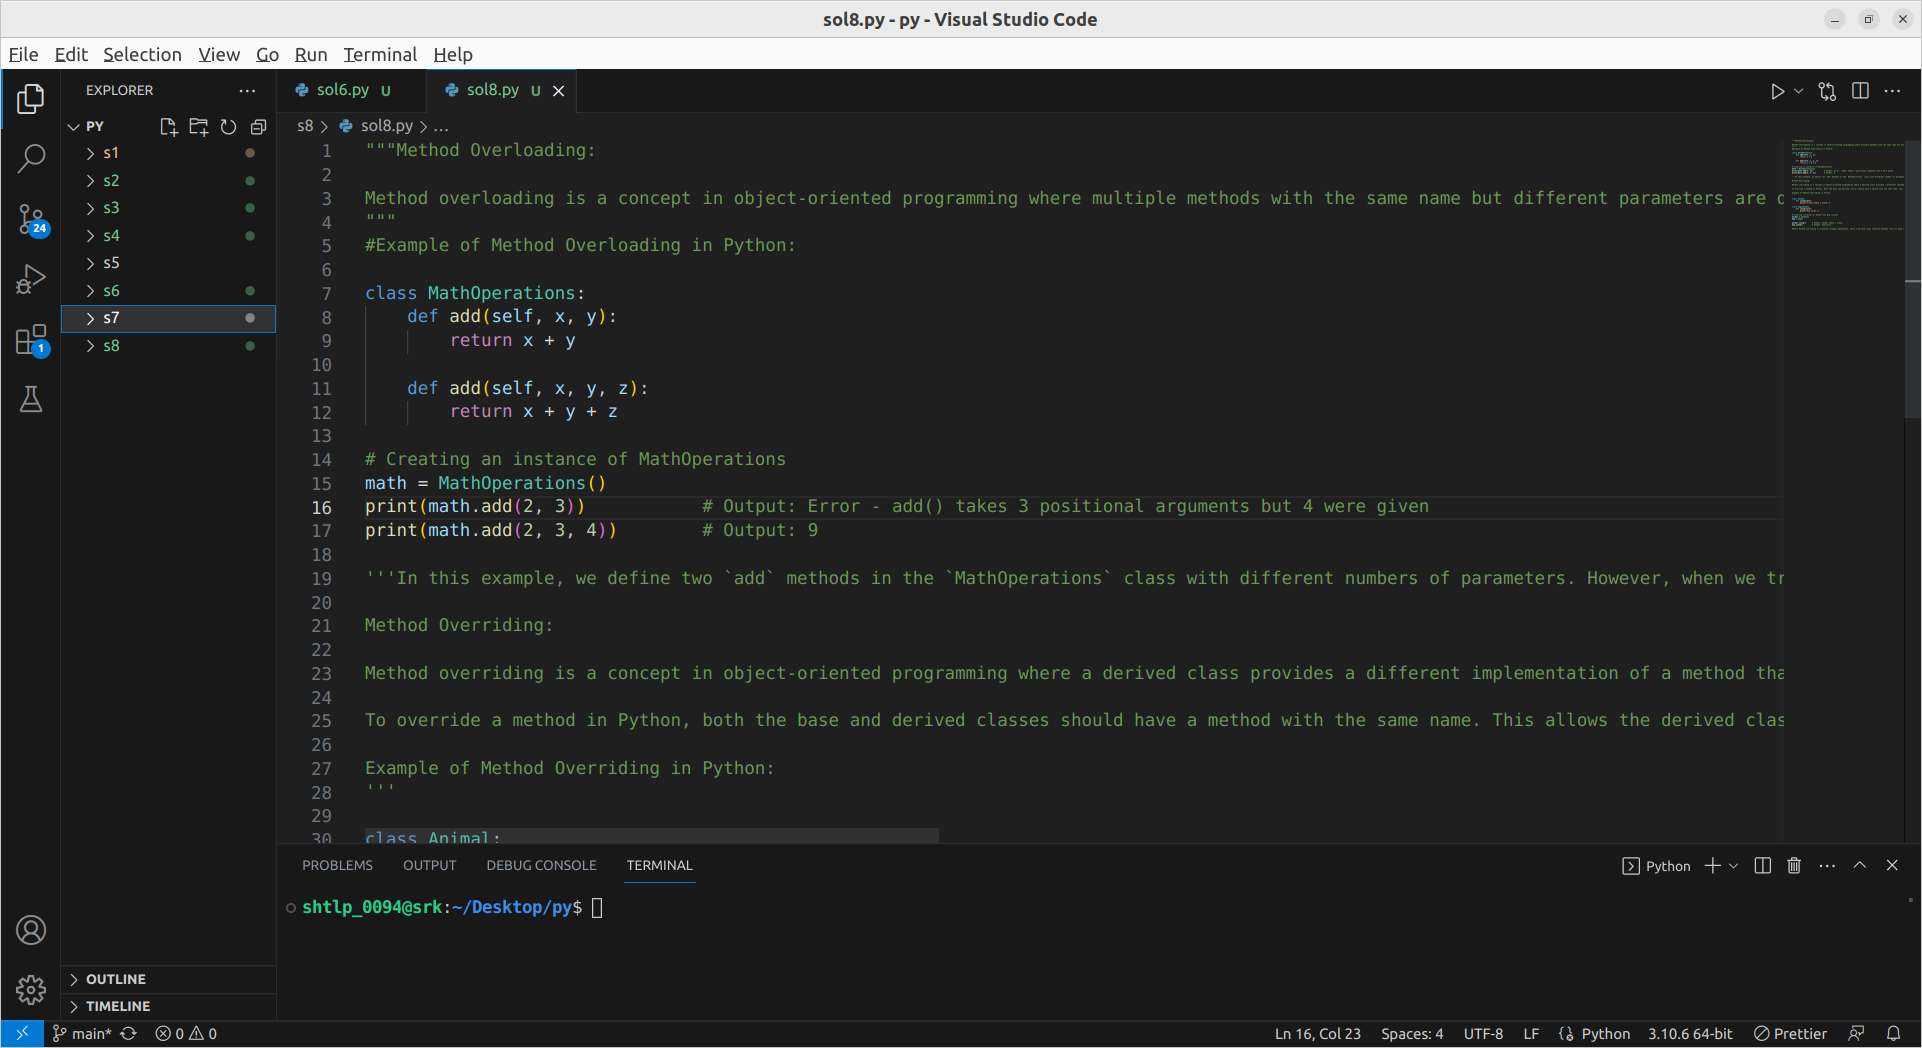 sol8.py - py - Visual Studio Code
File Edit Selection View Go Run Terminal Help
EXPLORER
sol6.py U
sol8.py U
PY
s8 > sol8.py > ...
s1
s2
s3
s4
s5
s6
s7
s8
24
1
1 """Method Overloading:
2
3 Method overloading is a concept in object-oriented programming where multiple methods with the same name but different parameters are d
4 """
5 #Example of Method Overloading in Python:
6
7 class MathOperations:
8 def add(self, x, y):
9 return x + y
10
11 def add(self, x, y, z):
12 return x + y + z
13
14 # Creating an instance of MathOperations
15 math = MathOperations()
16 print(math.add(2, 3)) # Output: Error - add() takes 3 positional arguments but 4 were given
17 print(math.add(2, 3, 4)) # Output: 9
18
19 '''In this example, we define two `add` methods in the `MathOperations` class with different numbers of parameters. However, when we tr
20
21 Method Overriding:
22
23 Method overriding is a concept in object-oriented programming where a derived class provides a different implementation of a method tha
24
25 To override a method in Python, both the base and derived classes should have a method with the same name. This allows the derived clas
26
27 Example of Method Overriding in Python:
28 '''
29
30 class Animal:
PROBLEMS OUTPUT DEBUG CONSOLE TERMINAL
Python
shtlp_0094@srk:~/Desktop/py$
OUTLINE
TIMELINE
main* 0 0
Ln 16, Col 23 Spaces: 4 UTF-8 LF Python 3.10.6 64-bit Prettier